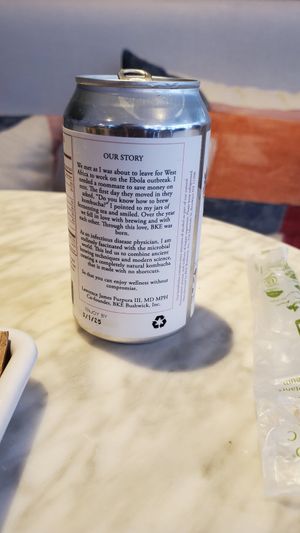 OUR STORY
We met as I was about to leave for West
Africa to work on the Ebola outbreak. I
needed a roommate to save money on
rent. The first day they moved in they
asked, "Do you know how to brew
kombucha?" I pointed to my jars of
fermenting tea and smiled. Over the year
we fell in love with brewing and with
each other. Through this love, BKE was
born.
As an infectious disease physician, I am
endlessly fascinated with the microbial
world. This led us to combine ancient
brewing techniques and modern science,
creating a completely natural kombucha
that is made with no shortcuts.
So that you can enjoy wellness without
compromise.
Lawrence James Purpura III, MD MPH
Co-founder, BKE Bushwick, Inc.
ENJOY BY